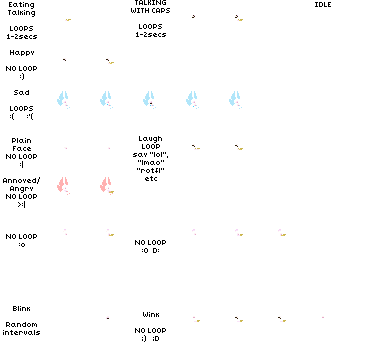 Eating
Talking
LOOPS
1-2secs
TALKING
WITH CAPS
LOOPS
1-2secs
IDLE
Happy
NO LOOP
:)
Sad
LOOPS
:( :'(
Plain
Face
NO LOOP
:|
Laugh
LOOP
say "lol",
"lmao"
"rotfl"
etc
Annoyed/
Angry
NO LOOP
>:|
NO LOOP
:o
NO LOOP
:O D:
Blink
Random
intervals
Wink
NO LOOP
;) ;D